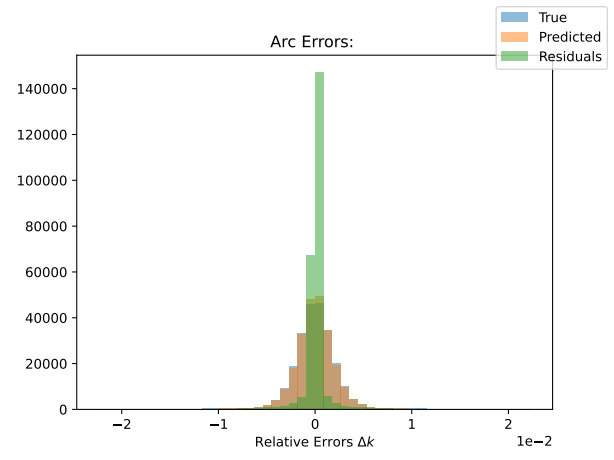 True
Predicted
Residuals
Arc Errors:
140000
120000
100000
80000
60000
40000
20000
0
−2
−1
0
1
2
Relative Errors Δk
1e−2